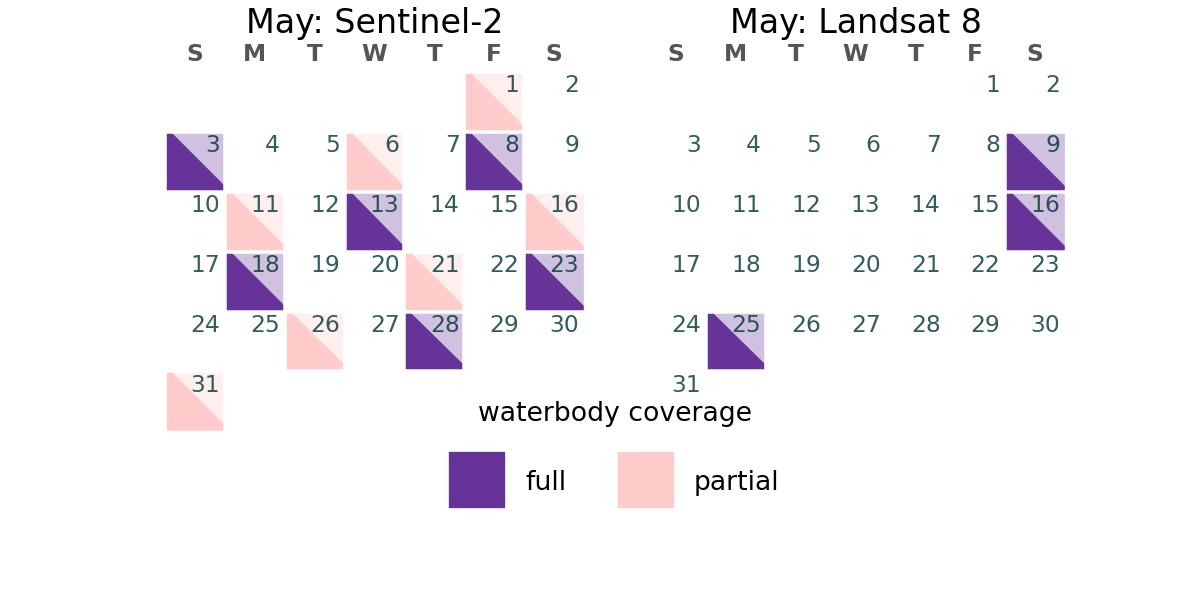 May: Sentinel-2
S M T W T F S
1 2
3 4 5 6 7 8 9
10 11 12 13 14 15 16
17 18 19 20 21 22 23
24 25 26 27 28 29 30
31
May: Landsat 8
S M T W T F S
1 2
3 4 5 6 7 8 9
10 11 12 13 14 15 16
17 18 19 20 21 22 23
24 25 26 27 28 29 30
31
waterbody coverage
full
partial